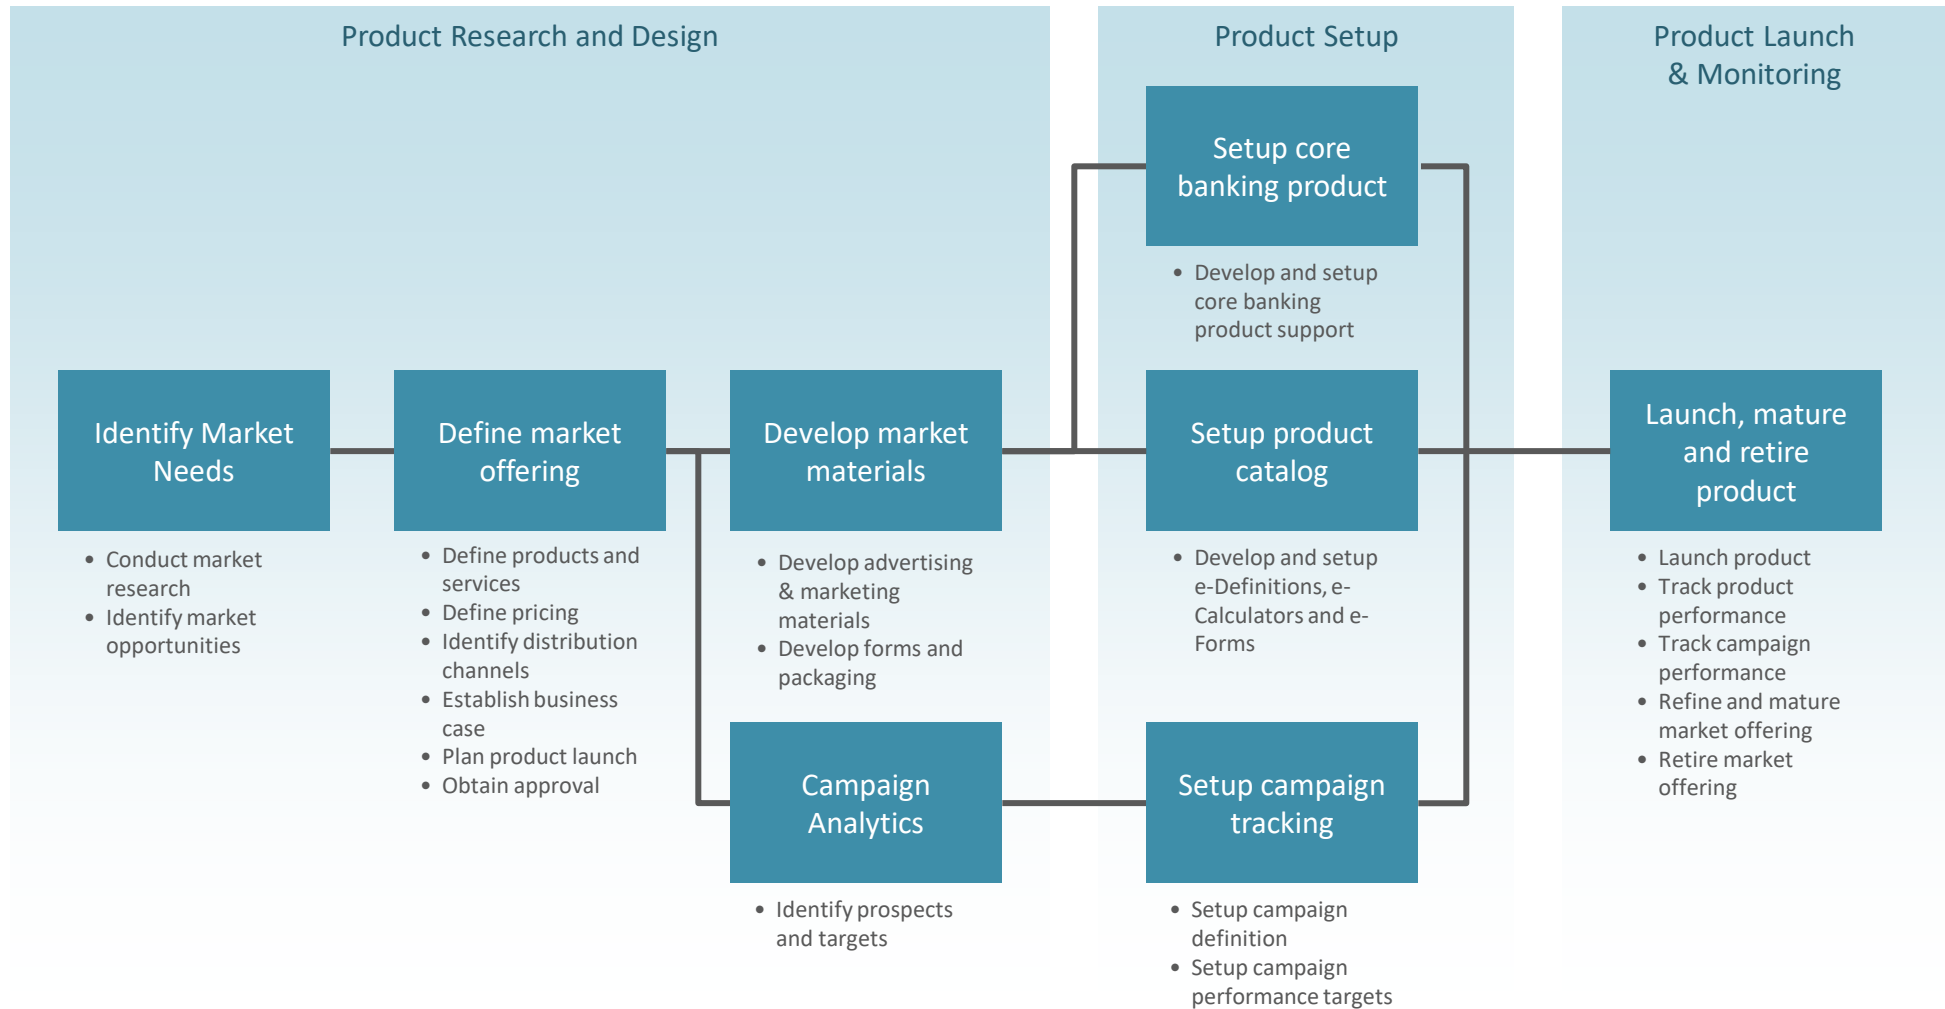 Product Research and Design
Product Setup
Product Launch
& Monitoring
Setup core
banking product
• Develop and setup
core banking
product support
Identify Market
Needs
• Conduct market
research
• Identify market
opportunities
Define market
offering
• Define products and
services
• Define pricing
• Identify distribution
channels
• Establish business
case
• Plan product launch
• Obtain approval
Develop market
materials
• Develop advertising
& marketing
materials
• Develop forms and
packaging
Setup product
catalog
• Develop and setup
e-Definitions, e-
Calculators and e-
Forms
Launch, mature
and retire
product
• Launch product
• Track product
performance
• Track campaign
performance
• Refine and mature
market offering
• Retire market
offering
Campaign
Analytics
• Identify prospects
and targets
Setup campaign
tracking
• Setup campaign
definition
• Setup campaign
performance targets